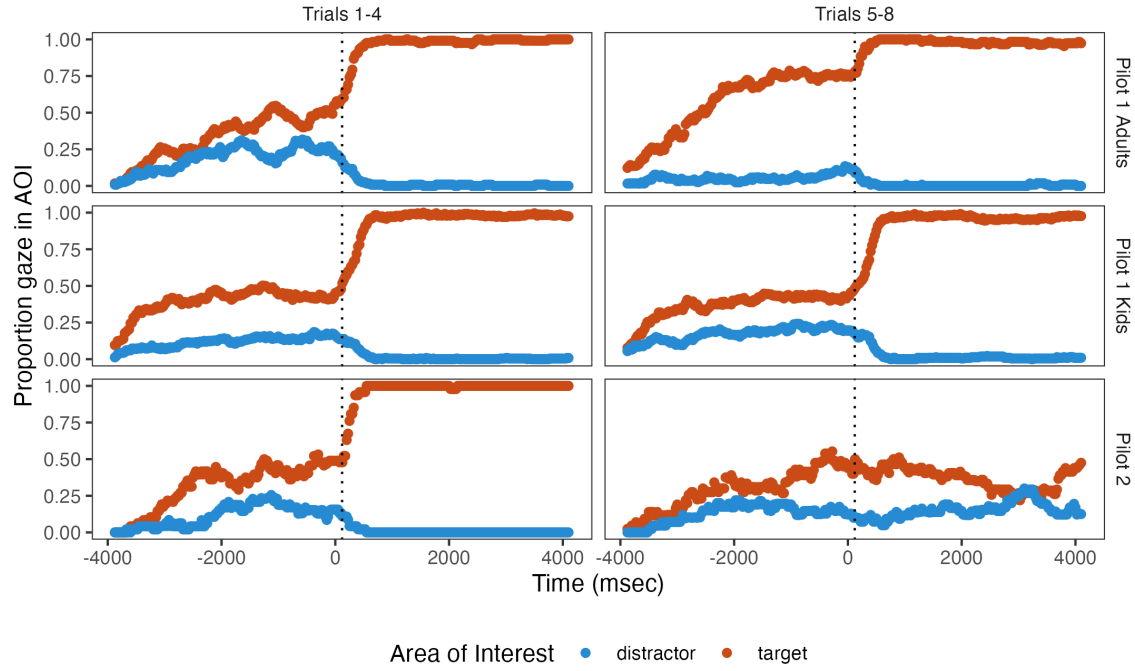 Trials 1-4
Trials 5-8
Proportion gaze in AOI
1.00
0.75
0.50
0.25
0.00
Pilot 1 Adults
1.00
0.75
0.50
0.25
0.00
Pilot 1 Kids
1.00
0.75
0.50
0.25
0.00
Pilot 2
-4000 -2000 0 2000 4000
-4000 -2000 0 2000 4000
Time (msec)
Area of Interest distractor target